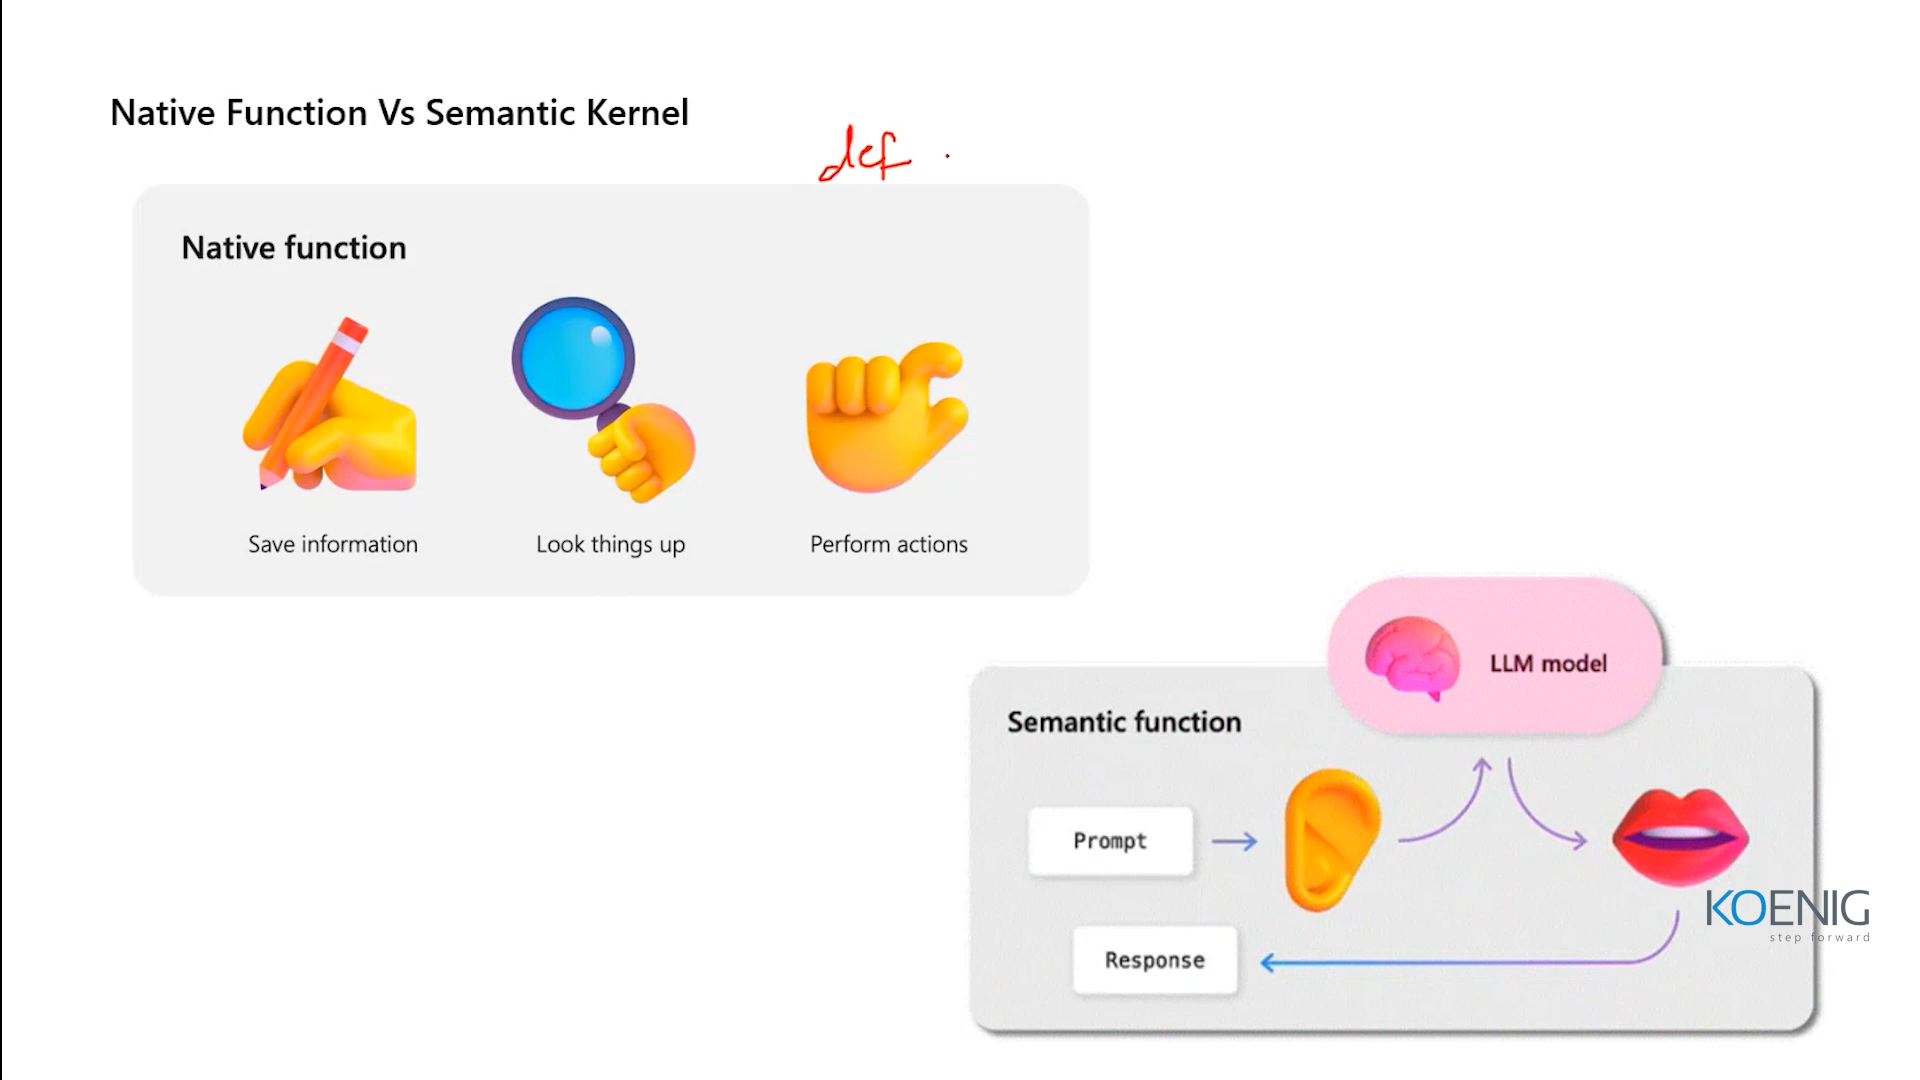 Native Function Vs Semantic Kernel
def
Native function
Save information
Look things up
Perform actions
LLM model
Semantic function
Prompt
KOENIG
step forward
Response